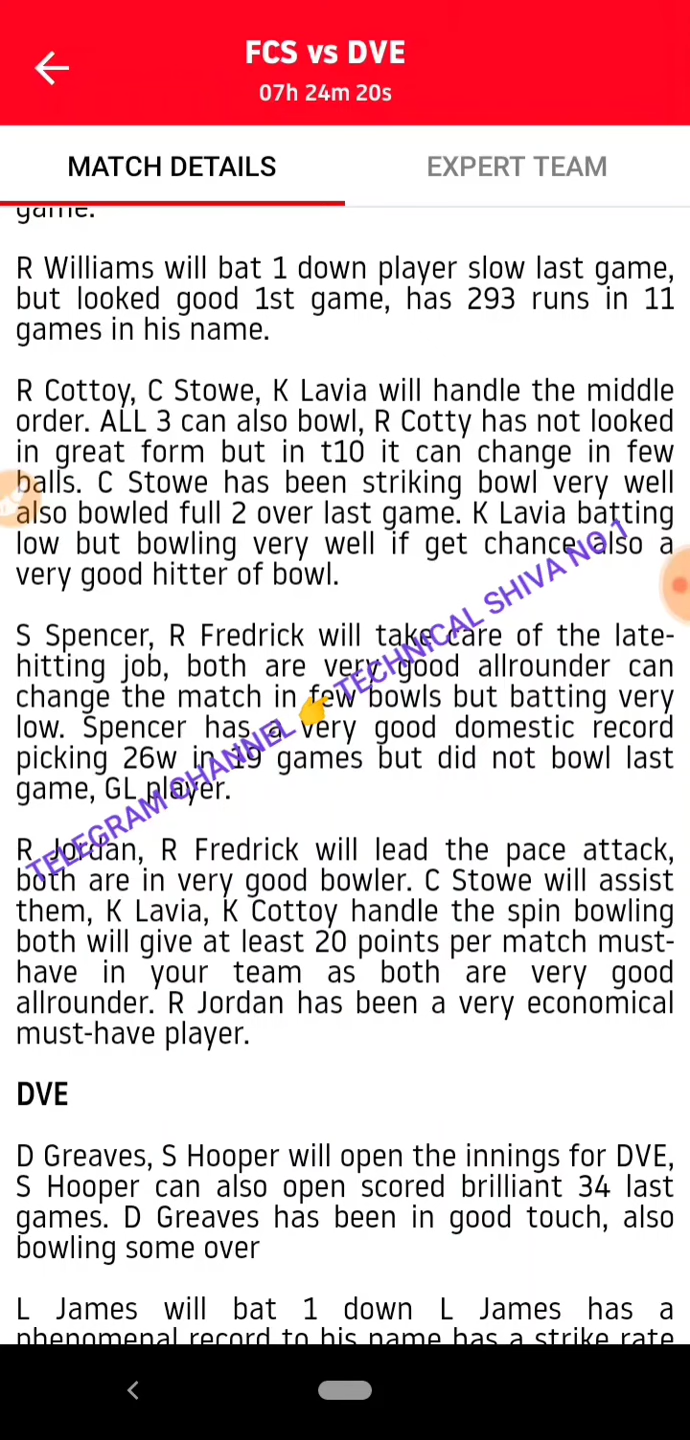 FCS vs DVE
07h 24m 20s
MATCH DETAILS
EXPERT TEAM
game.
R Williams will bat 1 down player slow last game,
but looked good 1st game, has 293 runs in 11
games in his name.
R Cottoy, C Stowe, K Lavia will handle the middle
order. ALL 3 can also bowl, R Cotty has not looked
in great form but in t10 it can change in few
balls. C Stowe has been striking bowl very well
also bowled full 2 over last game. K Lavia batting
low but bowling very well if get chance also a
very good hitter of bowl.
S Spencer, R Fredrick will take care of the late-
hitting job, both are very good allrounder can
change the match in few bowls but batting very
low. Spencer has a very good domestic record
picking 26w in 19 games but did not bowl last
game, GL player.
R Jordan, R Fredrick will lead the pace attack,
both are in very good bowler. C Stowe will assist
them, K Lavia, K Cottoy handle the spin bowling
both will give at least 20 points per match must-
have in your team as both are very good
allrounder. R Jordan has been a very economical
must-have player.
TELEGRAM CHANNEL 👉 TECHNICAL SHIVA NO.1
DVE
D Greaves, S Hooper will open the innings for DVE,
S Hooper can also open scored brilliant 34 last
games. D Greaves has been in good touch, also
bowling some over
L James will bat 1 down L James has a
phenomenal record to his name has a strike rate